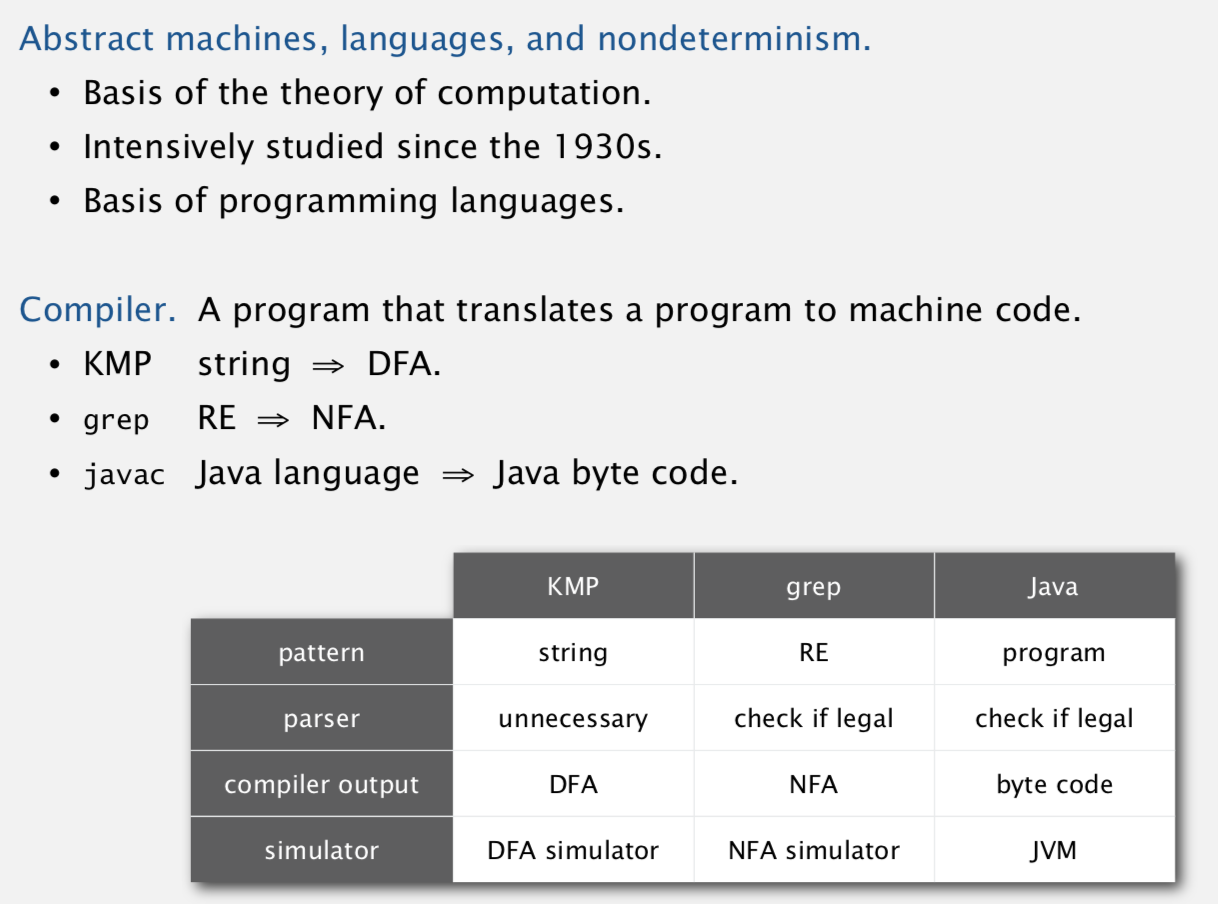 Abstract machines, languages, and nondeterminism.
• Basis of the theory of computation.
• Intensively studied since the 1930s.
• Basis of programming languages.
Compiler. A program that translates a program to machine code.
• KMP string ⇒ DFA.
• grep RE ⇒ NFA.
• javac Java language ⇒ Java byte code.
KMP grep Java
pattern string RE program
parser unnecessary check if legal check if legal
compiler output DFA NFA byte code
simulator DFA simulator NFA simulator JVM